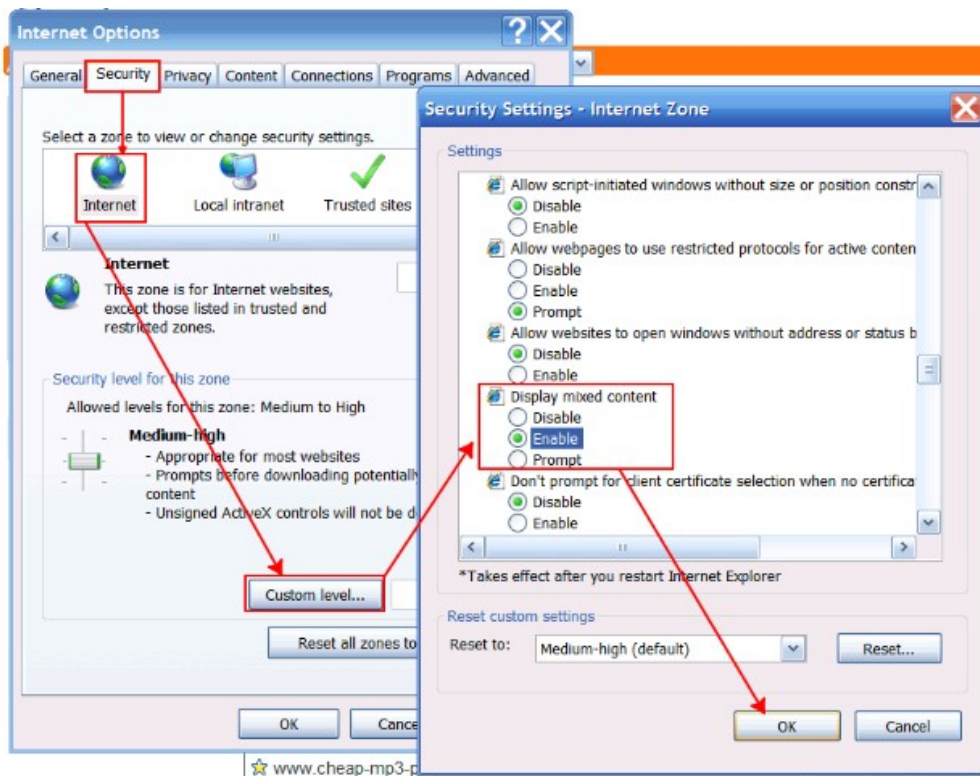 Internet Options
General Security Privacy Content Connections Programs Advanced
Select a zone to view or change security settings.
Internet Local intranet Trusted sites
Internet
This zone is for Internet websites,
except those listed in trusted and
restricted zones.
Security level for this zone
Allowed levels for this zone: Medium to High
Medium-high
- Appropriate for most websites
- Prompts before downloading potentially
content
- Unsigned ActiveX controls will not be d
Custom level...
Reset all zones to
OK Cance
www.cheap-mp3-p
Security Settings - Internet Zone
Settings
Allow script-initiated windows without size or position constr
Disable
Enable
Allow webpages to use restricted protocols for active conten
Disable
Enable
Prompt
Allow websites to open windows without address or status b
Disable
Enable
Display mixed content
Disable
Enable
Prompt
Don't prompt for client certificate selection when no certifica
Disable
Enable
*Takes effect after you restart Internet Explorer
Reset custom settings
Reset to: Medium-high (default) Reset...
OK Cancel